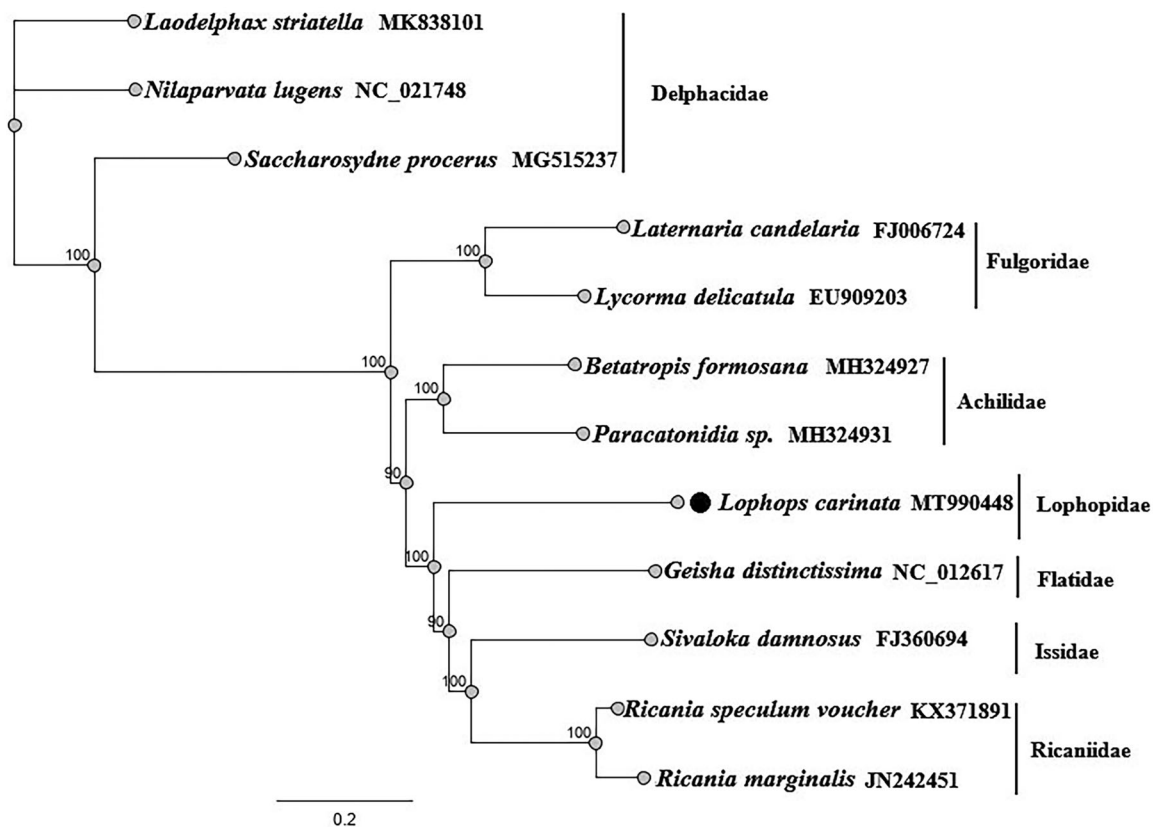 Laodelphax striatella MK838101
Nilaparvata lugens NC_021748
Delphacidae
Saccharosydne procerus MG515237
Laternaria candelaria FJ006724
100
100
Fulgoridae
Lycorma delicatula EU909203
100
Betatropis formosana MH324927
100
Achilidae
Paracatonidia sp. MH324931
90
Lophops carinata MT990448
Lophopidae
100
Geisha distinctissima NC_012617
Flatidae
90
Sivaloka damnosus FJ360694
Issidae
100
Ricania speculum voucher KX371891
100
Ricaniidae
Ricania marginalis JN242451
0.2